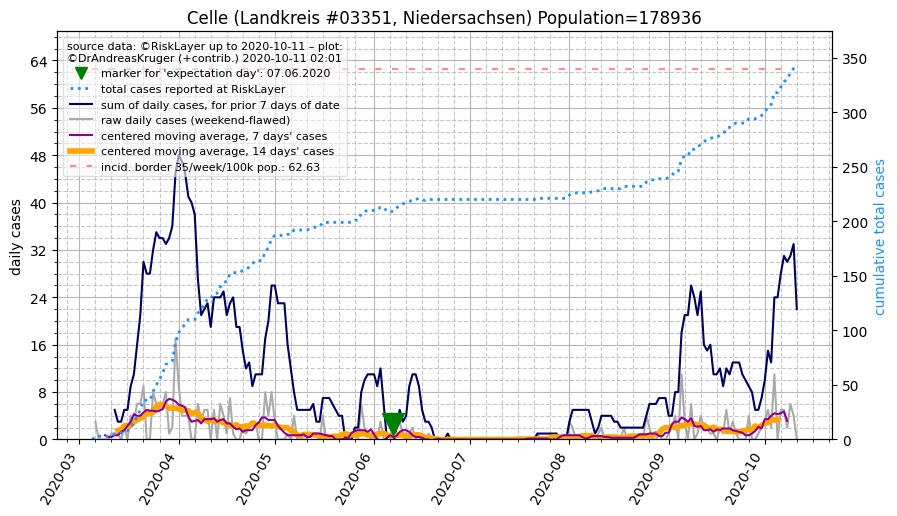 Celle (Landkreis #03351, Niedersachsen) Population=178936
source data: ©RiskLayer up to 2020-10-11 – plot:
©DrAndreasKruger (+contrib.) 2020-10-11 02:01
marker for 'expectation day': 07.06.2020
total cases reported at RiskLayer
sum of daily cases, for prior 7 days of date
raw daily cases (weekend-flawed)
centered moving average, 7 days' cases
centered moving average, 14 days' cases
incid. border 35/week/100k pop.: 62.63
daily cases
64
56
48
40
32
24
16
8
0
cumulative total cases
350
300
250
200
150
100
50
0
2020-03
2020-04
2020-05
2020-06
2020-07
2020-08
2020-09
2020-10